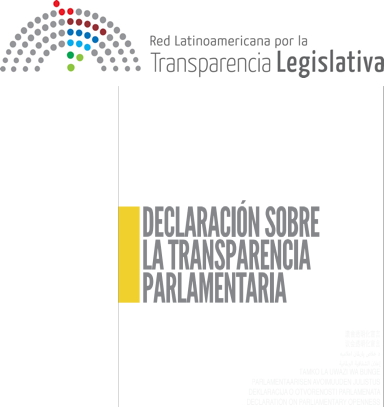 Red Latinoamericana por la
Transparencia Legislativa
DECLARACIÓN SOBRE
LA TRANSPARENCIA
PARLAMENTARIA